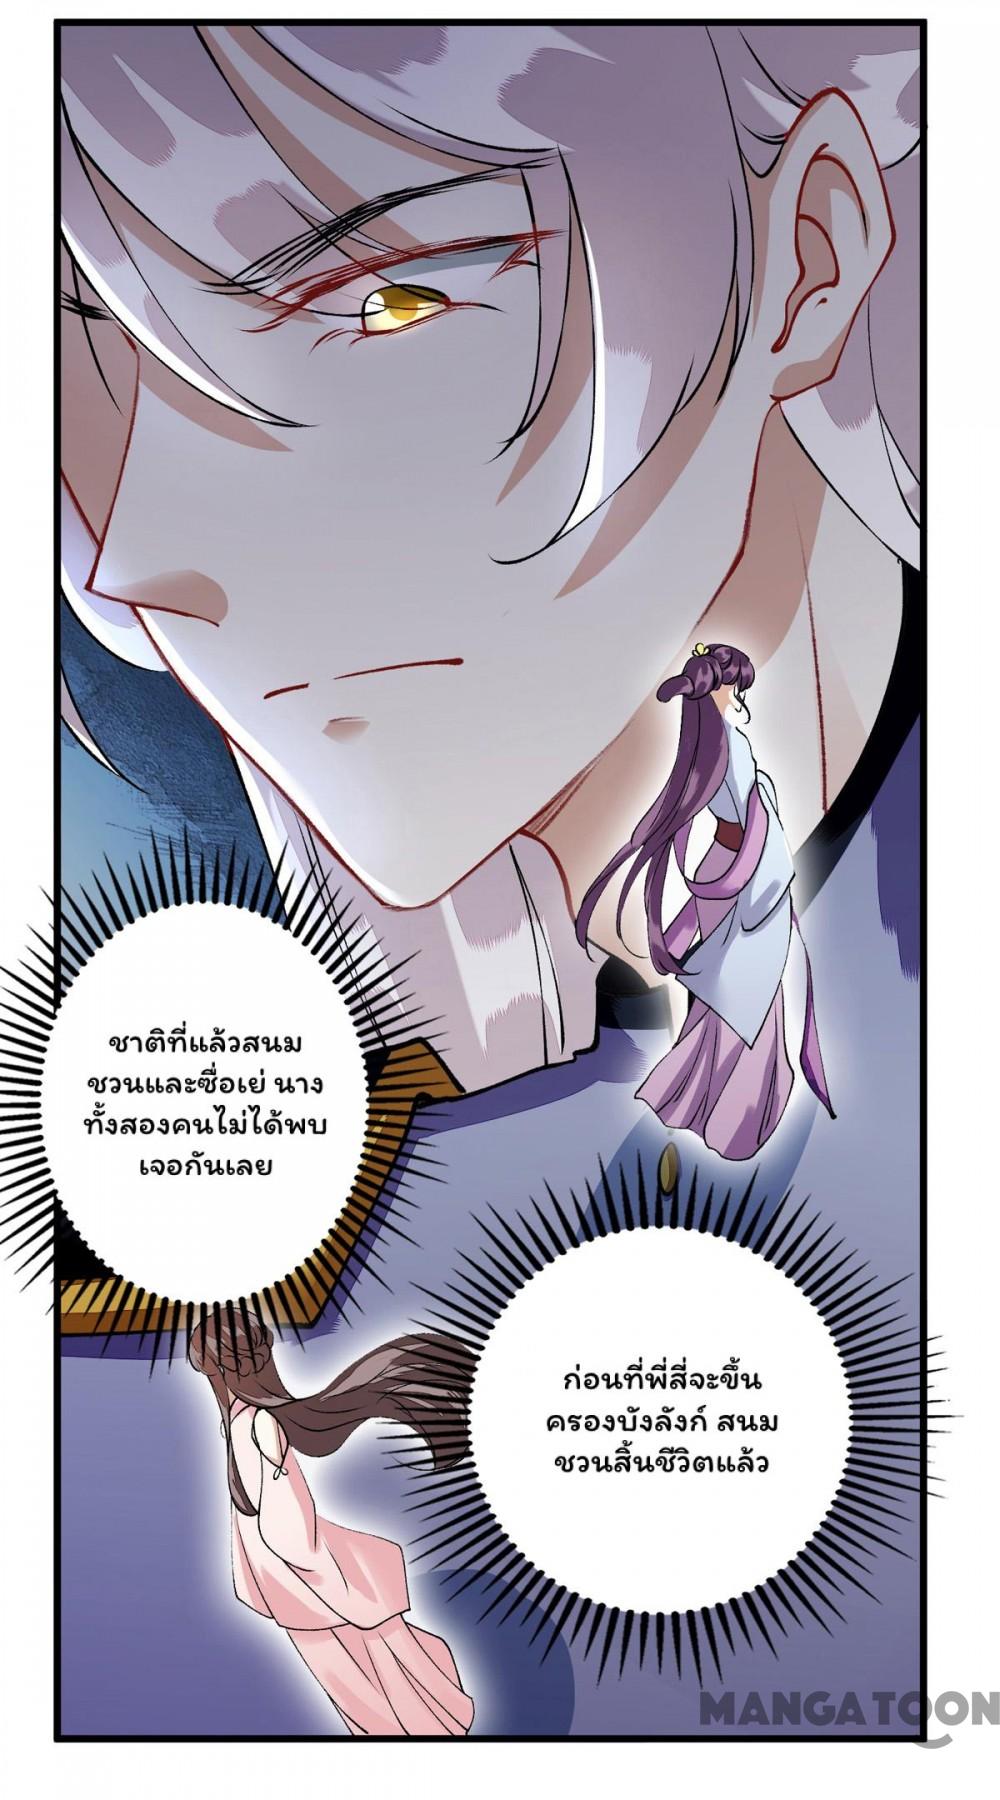 ชาติที่แล้วสนม
ชวนและซื่อเย่ นาง
ทั้งสองคนไม่ได้พบ
เจอกันเลย
ก่อนที่พี่สี่จะขึ้น
ครองบังลังก์ สนม
ชวนสิ้นชีวิตแล้ว
MANGATOON